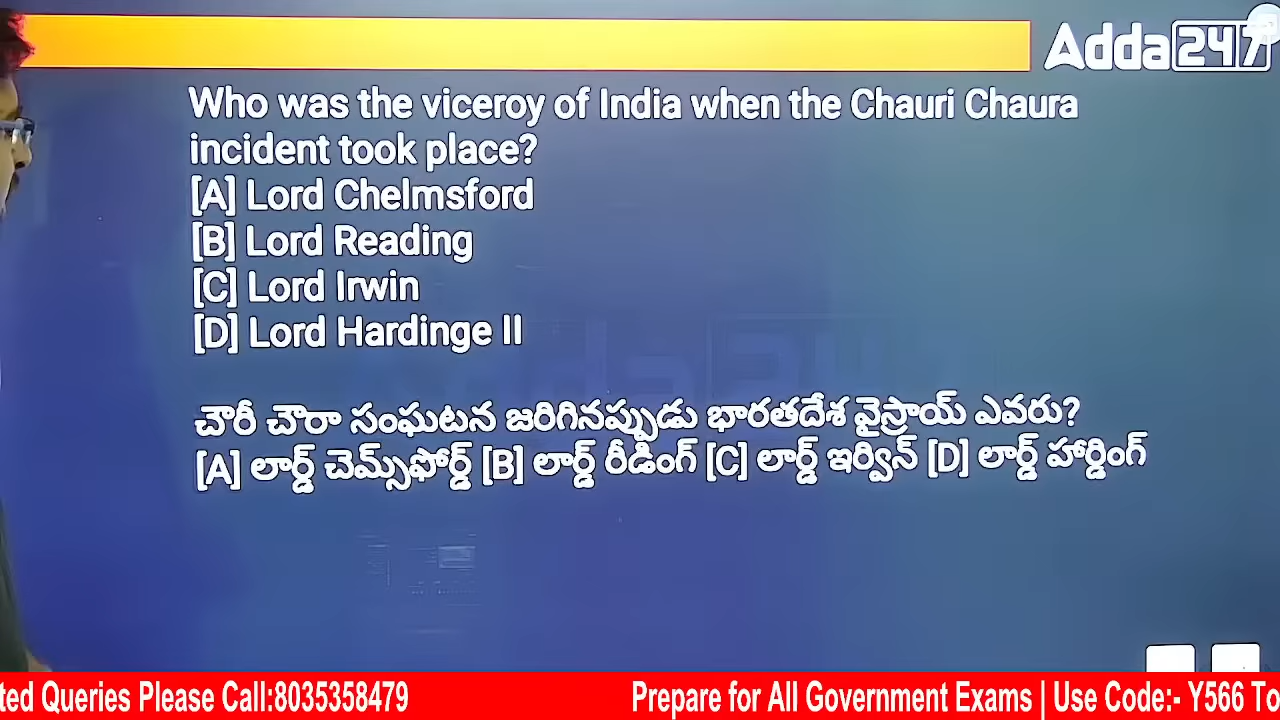 Adda247
Who was the viceroy of India when the Chauri Chaura
incident took place?
[A] Lord Chelmsford
[B] Lord Reading
[C] Lord Irwin
[D] Lord Hardinge II
చౌరీ చౌరా సంఘటన జరిగినప్పుడు భారతదేశ వైస్రాయ్ ఎవరు?
[A] లార్డ్ చెమ్స్‌ఫోర్డ్ [B] లార్డ్ రీడింగ్ [C] లార్డ్ ఇర్విన్ [D] లార్డ్ హార్డింగ్
ted Queries Please Call:8035358479 Prepare for All Government Exams | Use Code:- Y566 To